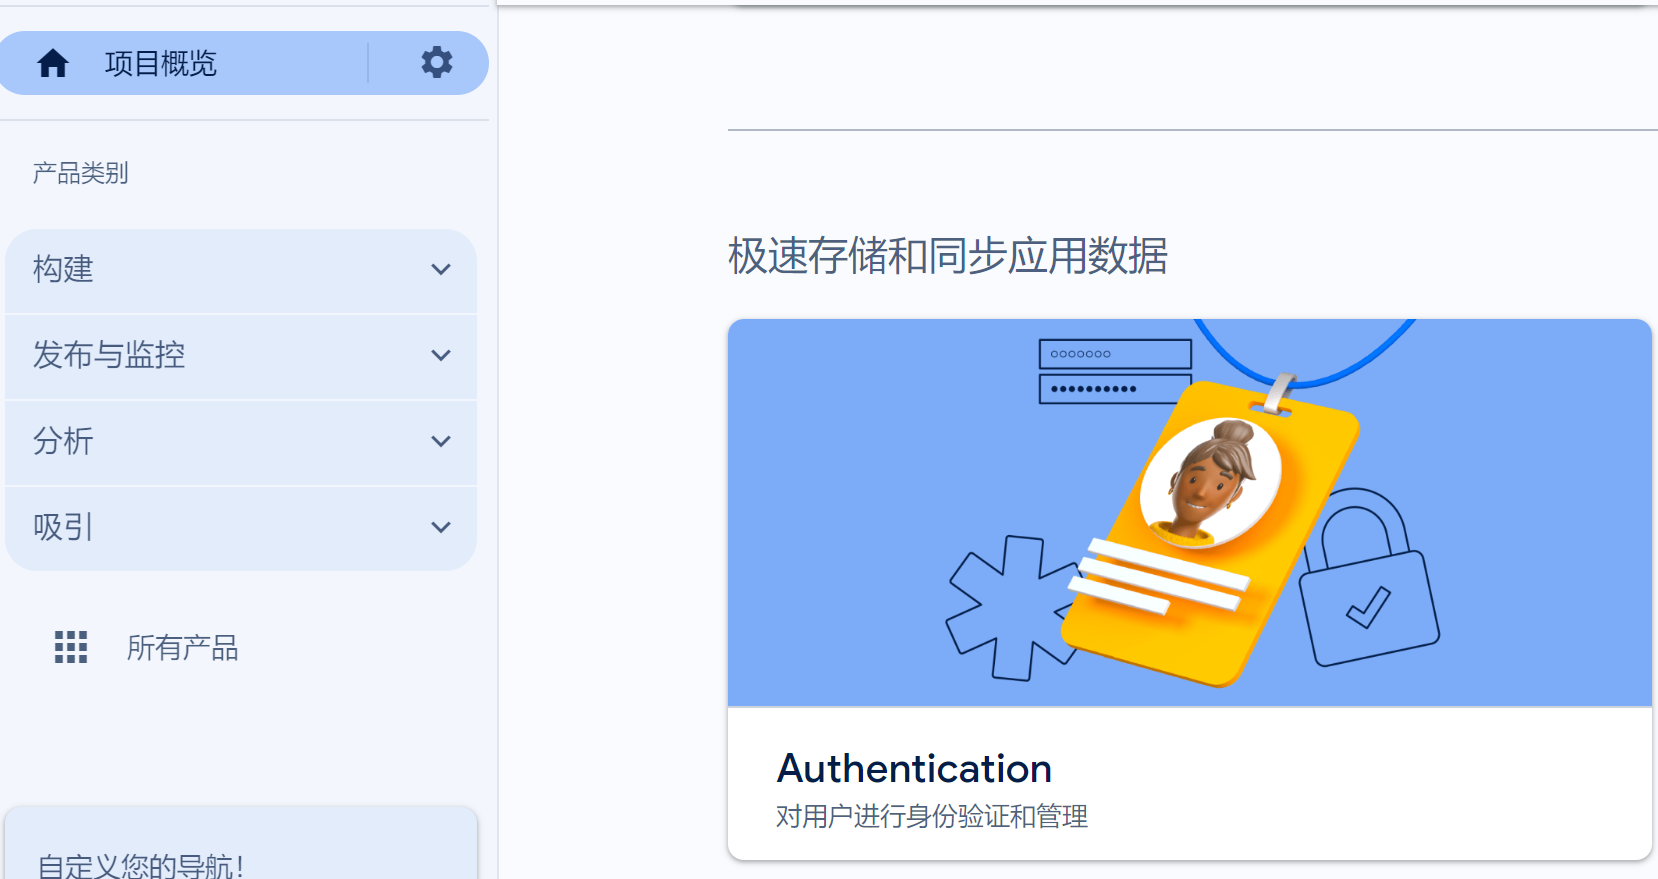 项目概览
产品类别
构建
发布与监控
分析
吸引
所有产品
自定义您的导航！
极速存储和同步应用数据
Authentication
对用户进行身份验证和管理